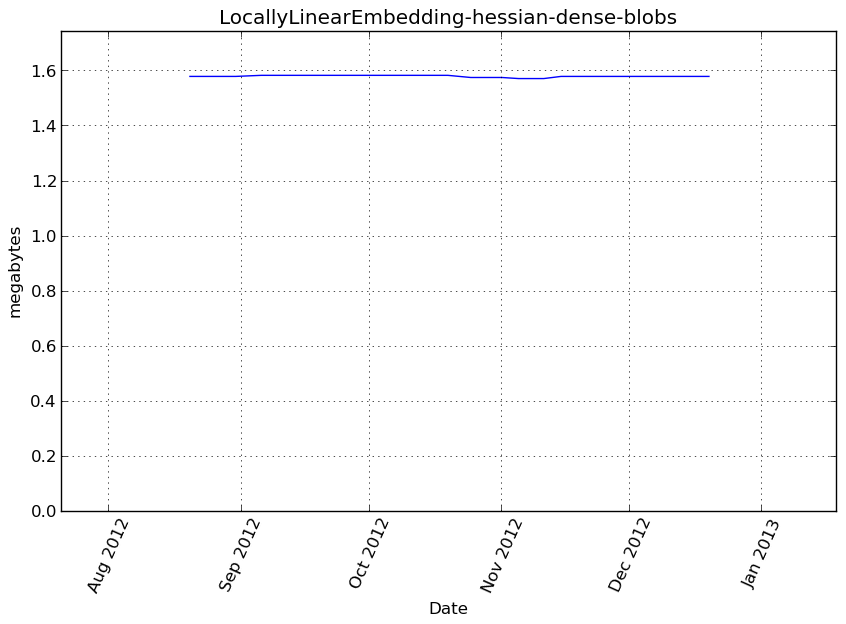 LocallyLinearEmbedding-hessian-dense-blobs
megabytes
1.6
1.4
1.2
1.0
0.8
0.6
0.4
0.2
0.0
Aug 2012
Sep 2012
Oct 2012
Nov 2012
Dec 2012
Jan 2013
Date